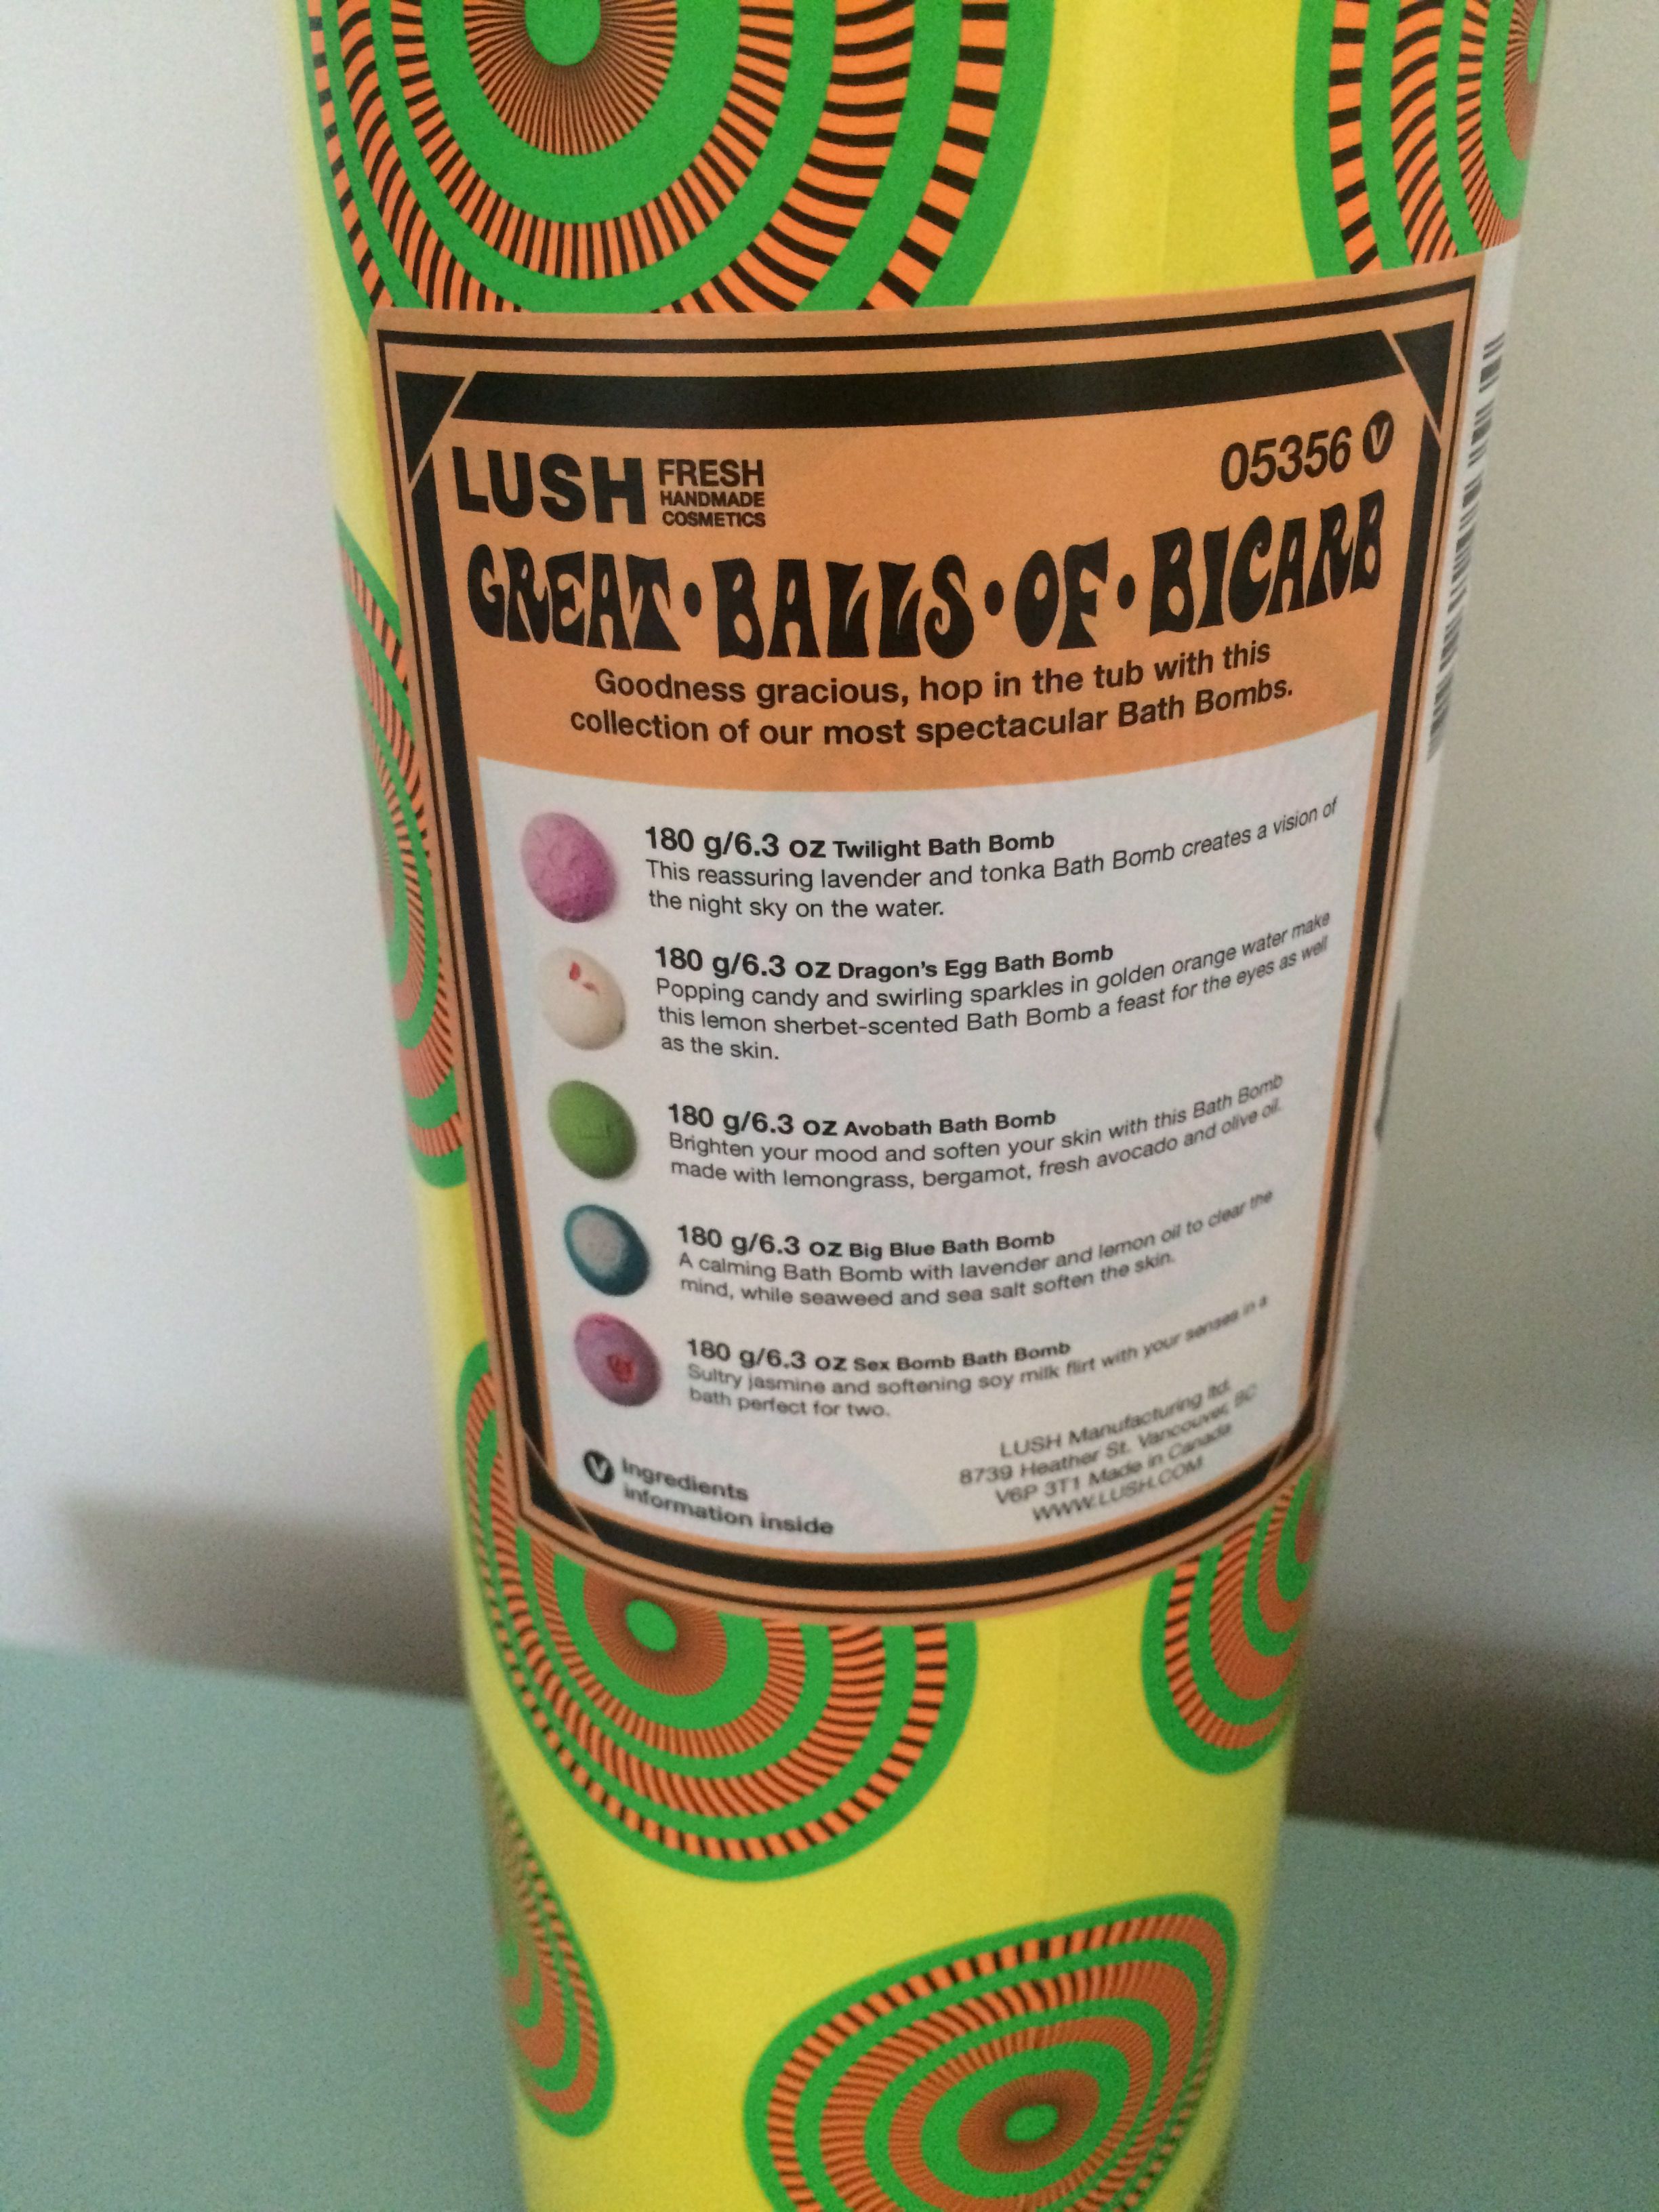 LUSH FRESH
HANDMADE
COSMETICS
05356 V
GREAT·BALLS·OF·BICARB
Goodness gracious, hop in the tub with this
collection of our most spectacular Bath Bombs.
180 g/6.3 oz Twilight Bath Bomb
This reassuring lavender and tonka Bath Bomb creates a vision of
the night sky on the water.
180 g/6.3 oz Dragon's Egg Bath Bomb
Popping candy and swirling sparkles in golden orange water make
this lemon sherbet-scented Bath Bomb a feast for the eyes as well
as the skin.
180 g/6.3 oz Avobath Bath Bomb
Brighten your mood and soften your skin with this Bath Bomb
made with lemongrass, bergamot, fresh avocado and olive oil.
180 g/6.3 oz Big Blue Bath Bomb
A calming Bath Bomb with lavender and lemon oil to clear the
mind, while seaweed and sea salt soften the skin.
180 g/6.3 oz Sex Bomb Bath Bomb
Sultry jasmine and softening soy milk flirt with your senses in a
bath perfect for two.
V Ingredients
information inside
LUSH Manufacturing ltd.
8739 Heather St. Vancouver, BC
V6P 3T1 Made in Canada
WWW.LUSH.COM